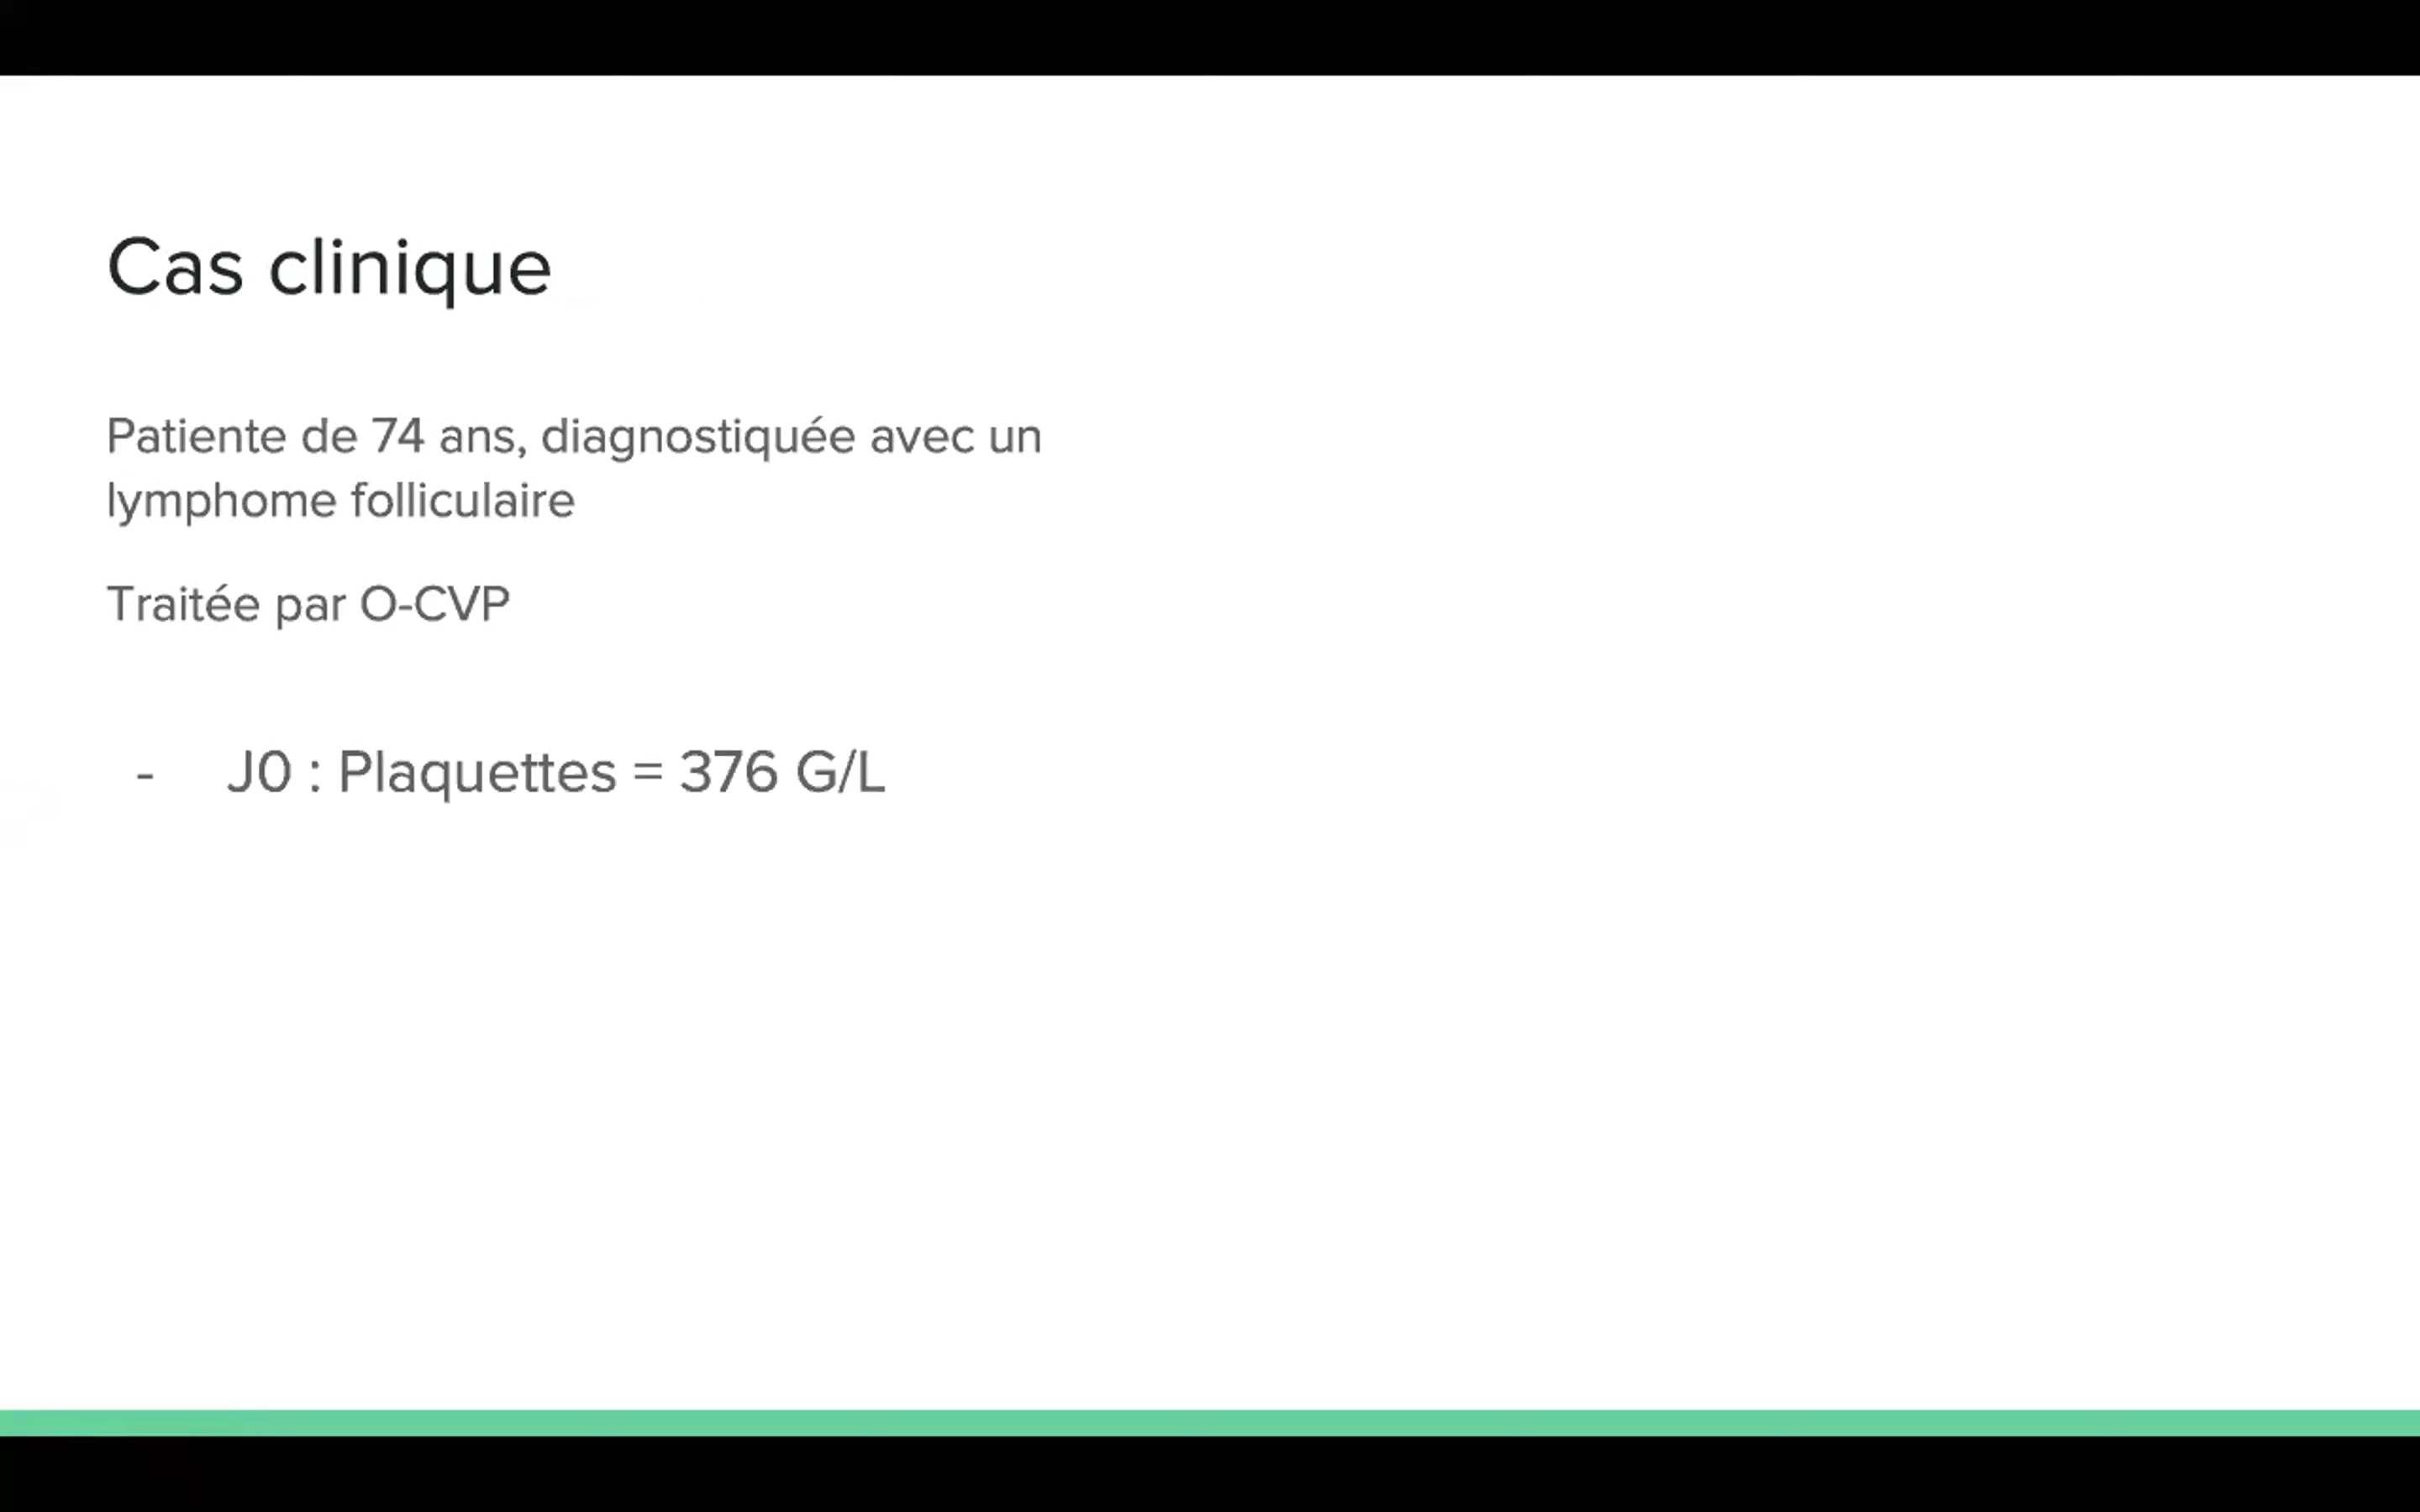 Cas clinique
Patiente de 74 ans, diagnostiquée avec un
lymphome folliculaire
Traitée par O-CVP
- J0 : Plaquettes = 376 G/L